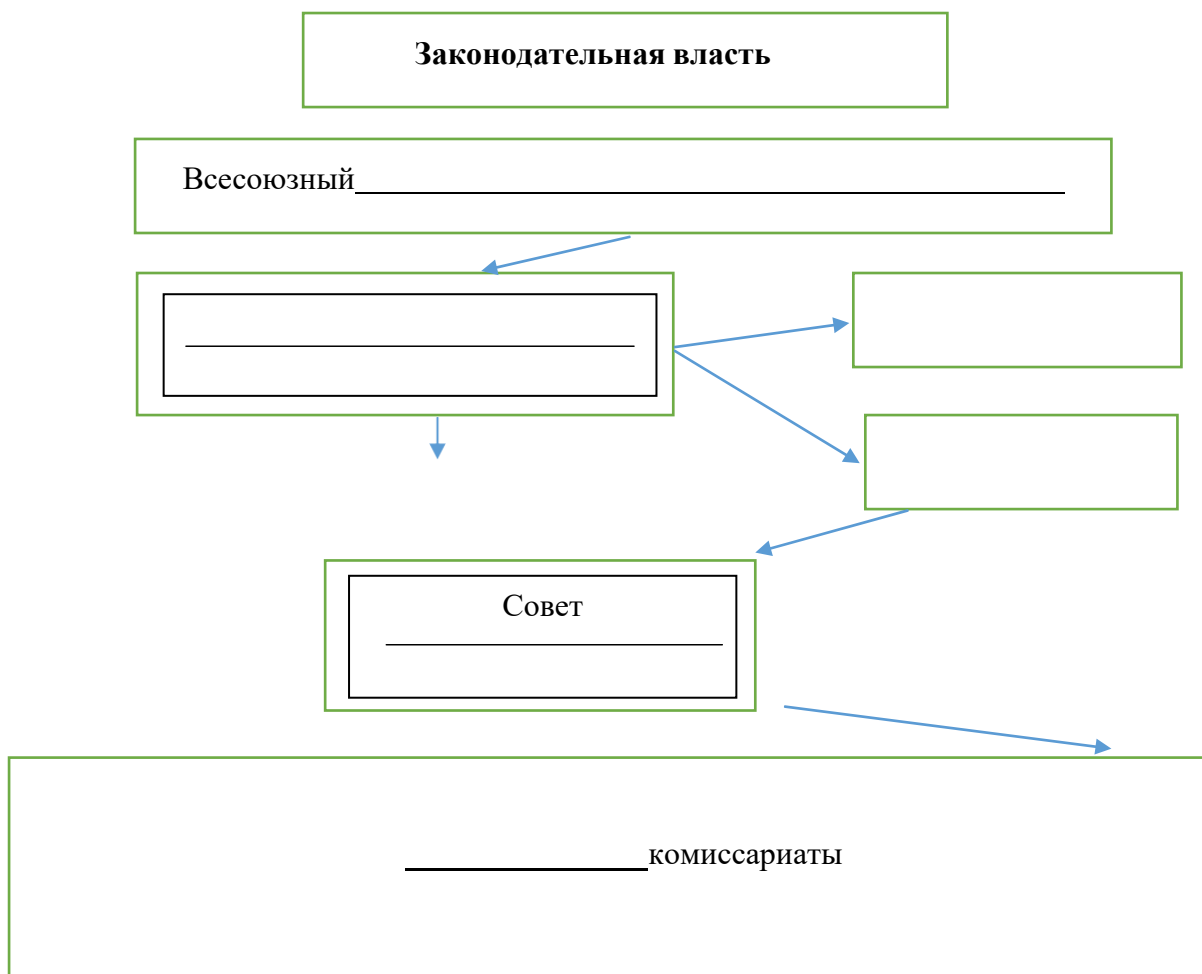 Законодательная власть
Всесоюзный
Совет
комиссариаты